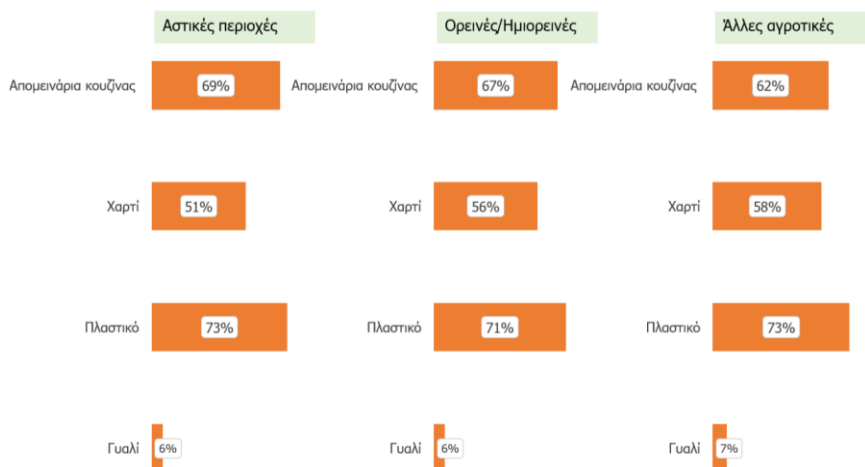 Αστικές περιοχές
Απομεινάρια κουζίνας 69%
Χαρτί 51%
Πλαστικό 73%
Γυαλί 6%
Ορεινές/Ημιορεινές
Απομεινάρια κουζίνας 67%
Χαρτί 56%
Πλαστικό 71%
Γυαλί 6%
Άλλες αγροτικές
Απομεινάρια κουζίνας 62%
Χαρτί 58%
Πλαστικό 73%
Γυαλί 7%